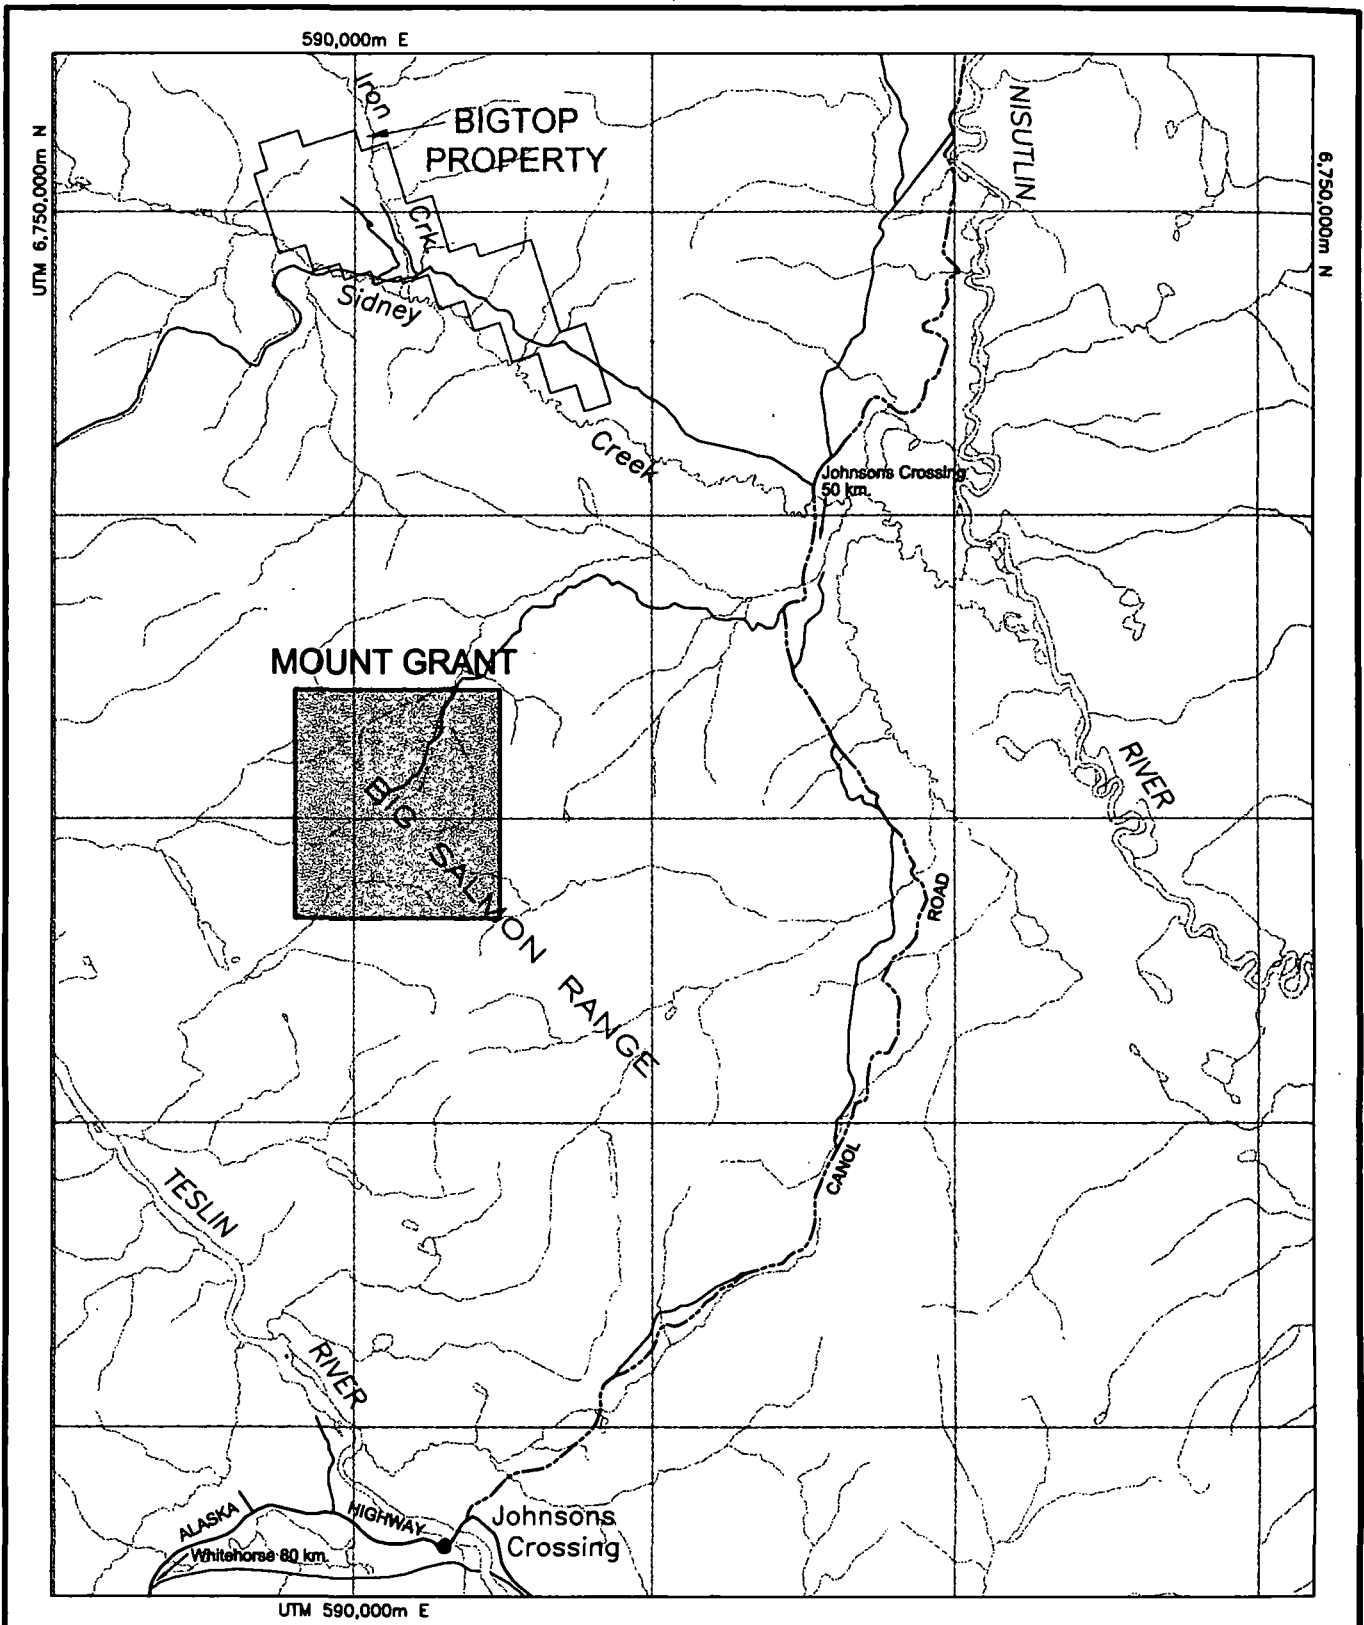 590,000m E
UTM 6,750,000m N
6,750,000m N
Iron
Crk.
BIGTOP
PROPERTY
NISUTLIN
Sidney
Creek
Johnsons Crossing
50 km.
MOUNT GRANT
BIG SALMON RANGE
RIVER
ROAD
CANOL
TESLIN
RIVER
ALASKA
HIGHWAY
Johnsons
Crossing
Whitehorse 80 km.
UTM 590,000m E